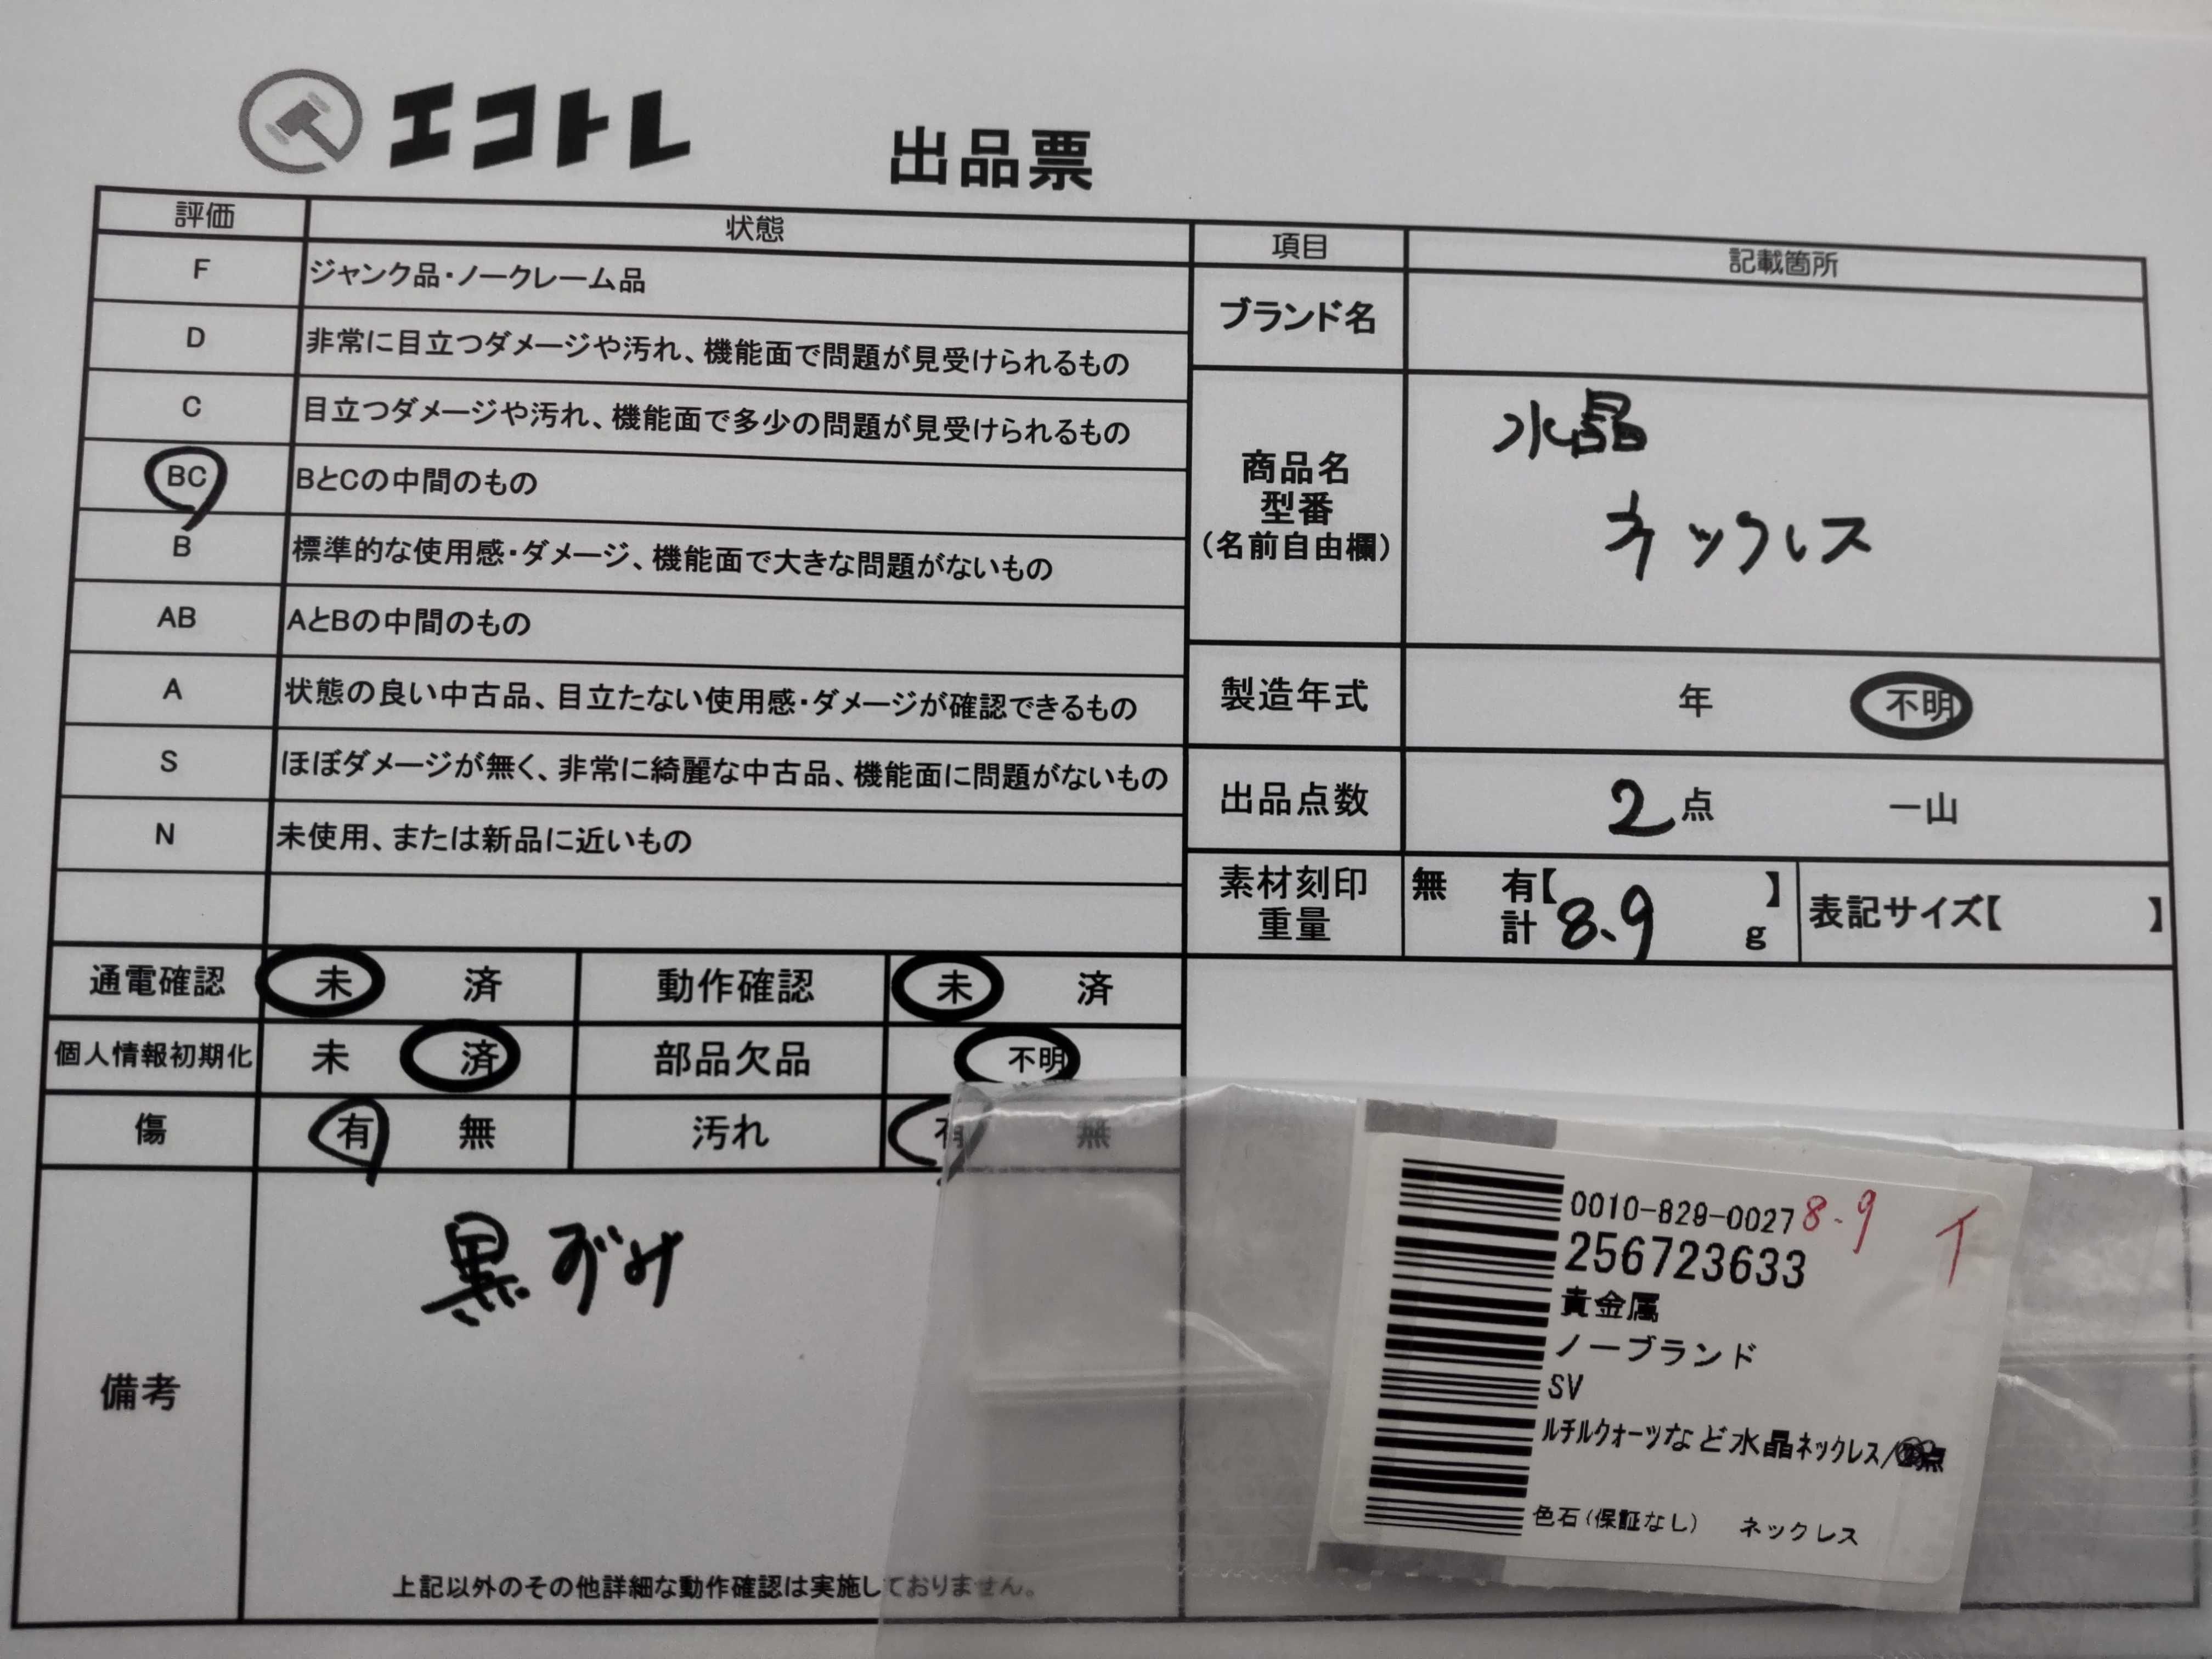 エコトレ
出品票
評価 状態
F ジャンク品・ノークレーム品
D 非常に目立つダメージや汚れ、機能面で問題が見受けられるもの
C 目立つダメージや汚れ、機能面で多少の問題が見受けられるもの
BC BとCの中間のもの
B 標準的な使用感・ダメージ、機能面で大きな問題がないもの
AB AとBの中間のもの
A 状態の良い中古品、目立たない使用感・ダメージが確認できるもの
S ほぼダメージが無く、非常に綺麗な中古品、機能面に問題がないもの
N 未使用、または新品に近いもの
項目 記載箇所
ブランド名
商品名
型番
(名前自由欄)
水晶
ネックレス
製造年式 年 不明
出品点数 2点 一山
素材刻印
重量
無 有【 】
計 8.9 g
表記サイズ【 】
通電確認 未 済 動作確認 未 済
個人情報初期化 未 済 部品欠品 不明
傷 有 無 汚れ 有 無
備考
黒ずみ
上記以外のその他詳細な動作確認は実施しておりません。
0010-829-0027 8.9 イ
256723633
貴金属
ノーブランド
SV
ルチルクォーツなど水晶ネックレス/点
色石(保証なし) ネックレス